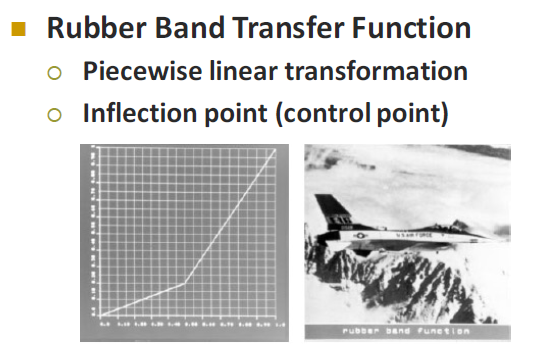 Rubber Band Transfer Function
Piecewise linear transformation
Inflection point (control point)
U.S. AIR FORCE
rubber band function